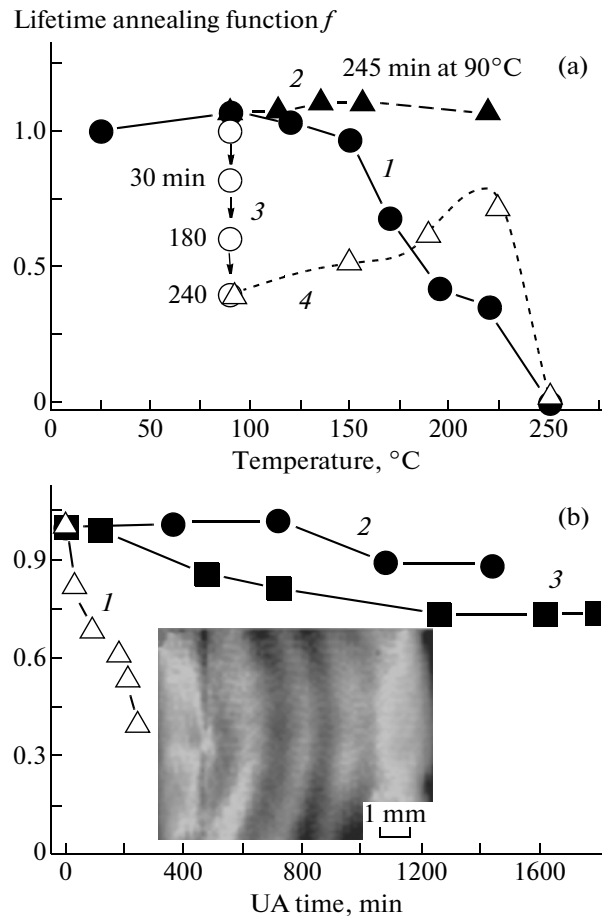 Lifetime annealing function f
2
245 min at 90°C
(a)
1.0
1
30 min
3
180
0.5
240
4
0
0 50 100 150 200 250
Temperature, °C
(b)
0.9
2
3
1
0.6
0.3
1 mm
0
0 400 800 1200 1600
UA time, min